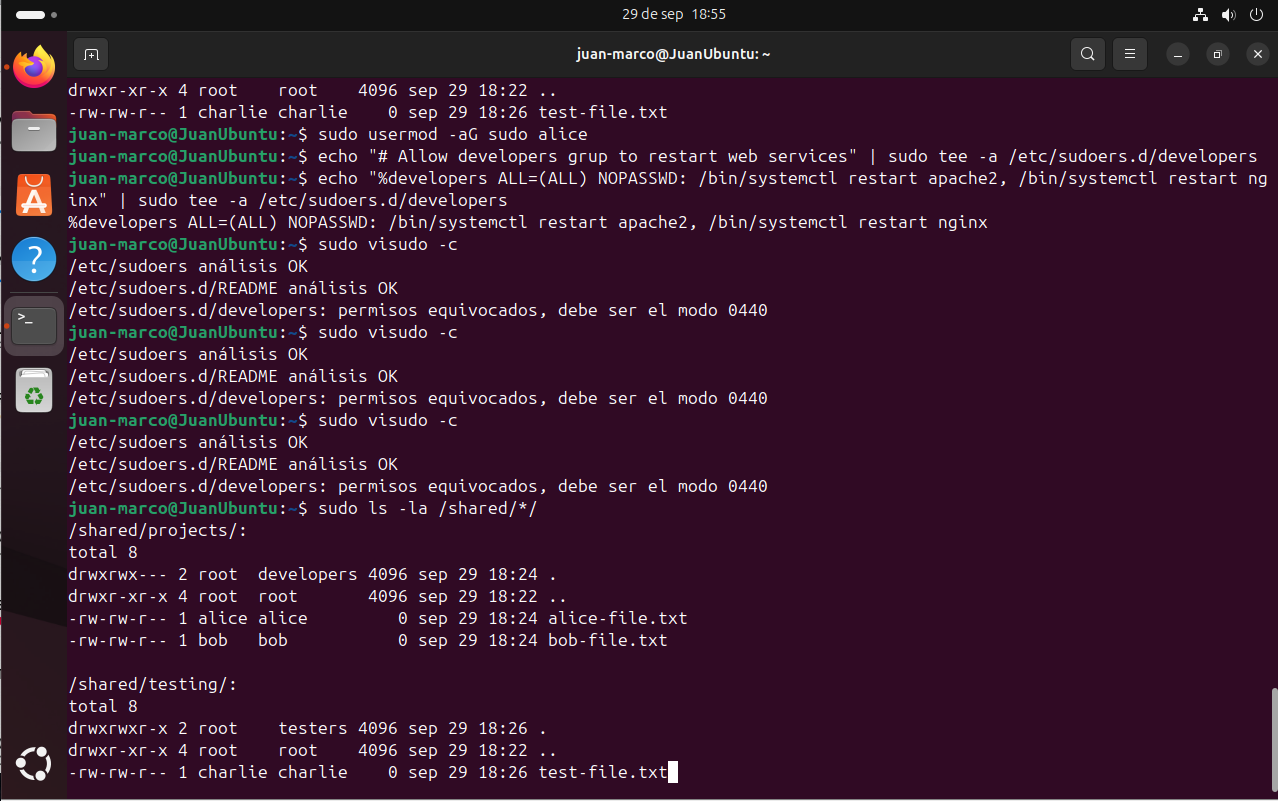 29 de sep 18:55
juan-marco@JuanUbuntu: ~
drwxr-xr-x 4 root    root    4096 sep 29 18:22 ..
-rw-rw-r-- 1 charlie charlie    0 sep 29 18:26 test-file.txt
juan-marco@JuanUbuntu:~$ sudo usermod -aG sudo alice
juan-marco@JuanUbuntu:~$ echo "# Allow developers grup to restart web services" | sudo tee -a /etc/sudoers.d/developers
juan-marco@JuanUbuntu:~$ echo "%developers ALL=(ALL) NOPASSWD: /bin/systemctl restart apache2, /bin/systemctl restart ng
inx" | sudo tee -a /etc/sudoers.d/developers
%developers ALL=(ALL) NOPASSWD: /bin/systemctl restart apache2, /bin/systemctl restart nginx
juan-marco@JuanUbuntu:~$ sudo visudo -c
/etc/sudoers análisis OK
/etc/sudoers.d/README análisis OK
/etc/sudoers.d/developers: permisos equivocados, debe ser el modo 0440
juan-marco@JuanUbuntu:~$ sudo visudo -c
/etc/sudoers análisis OK
/etc/sudoers.d/README análisis OK
/etc/sudoers.d/developers: permisos equivocados, debe ser el modo 0440
juan-marco@JuanUbuntu:~$ sudo visudo -c
/etc/sudoers análisis OK
/etc/sudoers.d/README análisis OK
/etc/sudoers.d/developers: permisos equivocados, debe ser el modo 0440
juan-marco@JuanUbuntu:~$ sudo ls -la /shared/*/
/shared/projects/:
total 8
drwxrwx--- 2 root  developers 4096 sep 29 18:24 .
drwxr-xr-x 4 root  root       4096 sep 29 18:22 ..
-rw-rw-r-- 1 alice alice         0 sep 29 18:24 alice-file.txt
-rw-rw-r-- 1 bob   bob           0 sep 29 18:24 bob-file.txt

/shared/testing/:
total 8
drwxrwxr-x 2 root    testers 4096 sep 29 18:26 .
drwxr-xr-x 4 root    root    4096 sep 29 18:22 ..
-rw-rw-r-- 1 charlie charlie    0 sep 29 18:26 test-file.txt